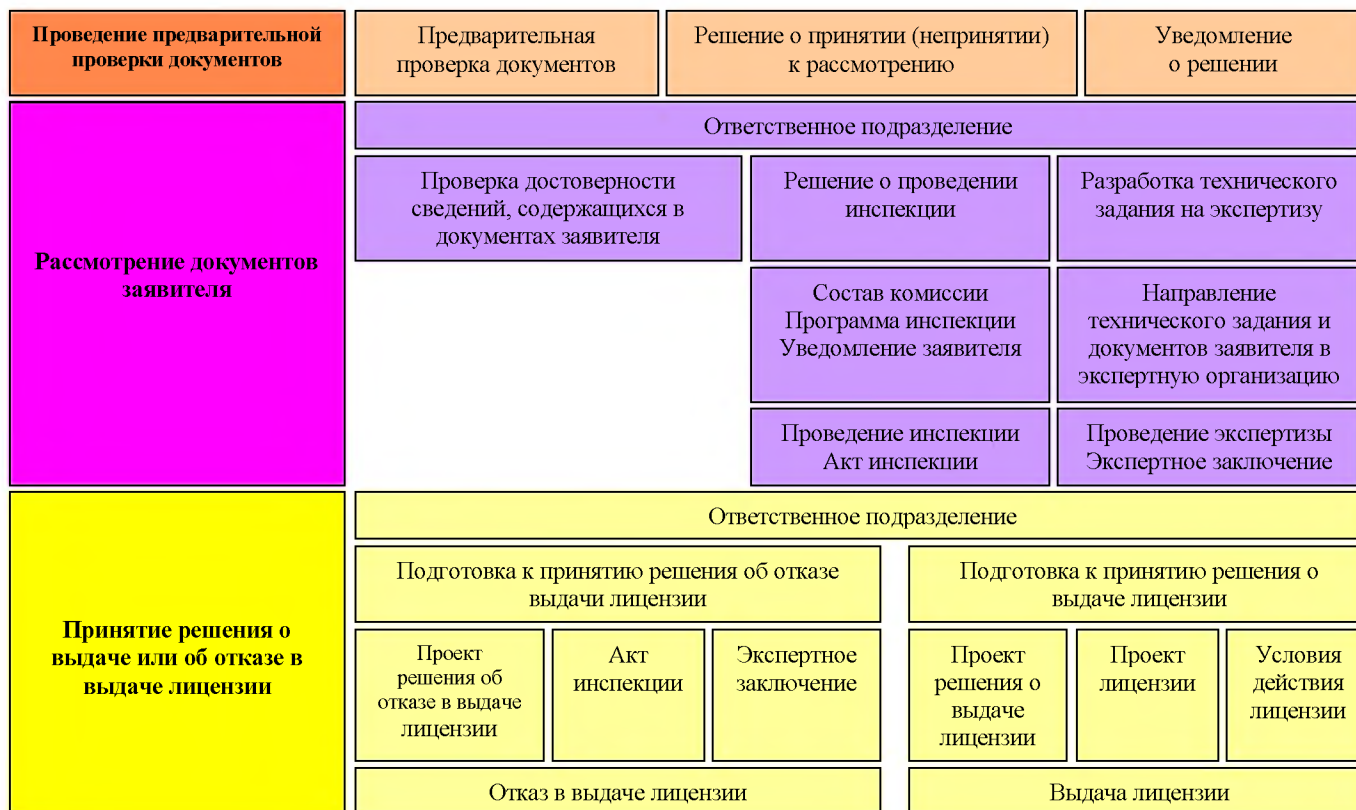 Проведение предварительной
проверки документов
Предварительная
проверка документов
Решение о принятии (непринятии)
к рассмотрению
Уведомление
о решении
Рассмотрение документов
заявителя
Ответственное подразделение
Проверка достоверности
сведений, содержащихся в
документах заявителя
Решение о проведении
инспекции
Разработка технического
задания на экспертизу
Состав комиссии
Программа инспекции
Уведомление заявителя
Направление
технического задания и
документов заявителя в
экспертную организацию
Проведение инспекции
Акт инспекции
Проведение экспертизы
Экспертное заключение
Принятие решения о
выдаче или об отказе в
выдаче лицензии
Ответственное подразделение
Подготовка к принятию решения об отказе
выдачи лицензии
Подготовка к принятию решения о
выдаче лицензии
Проект
решения об
отказе в выдаче
лицензии
Акт
инспекции
Экспертное
заключение
Проект
решения о
выдаче
лицензии
Проект
лицензии
Условия
действия
лицензии
Отказ в выдаче лицензии
Выдача лицензии